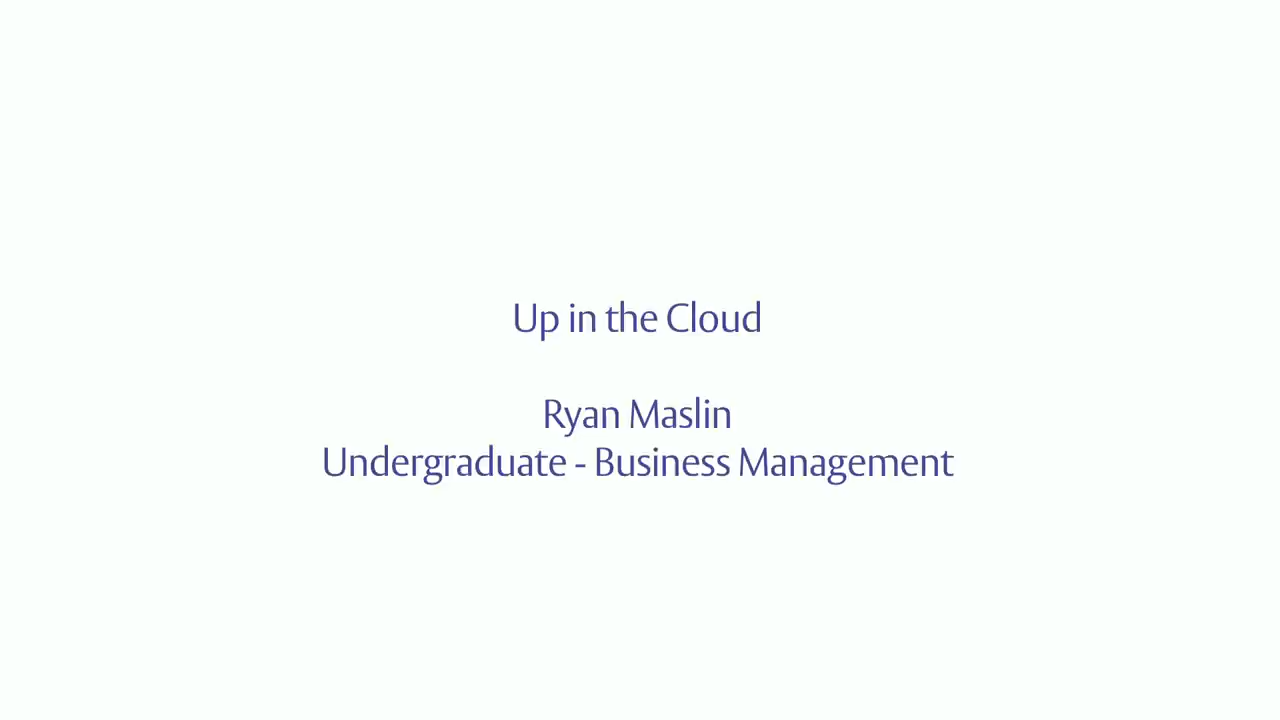 Up in the Cloud
Ryan Maslin
Undergraduate - Business Management